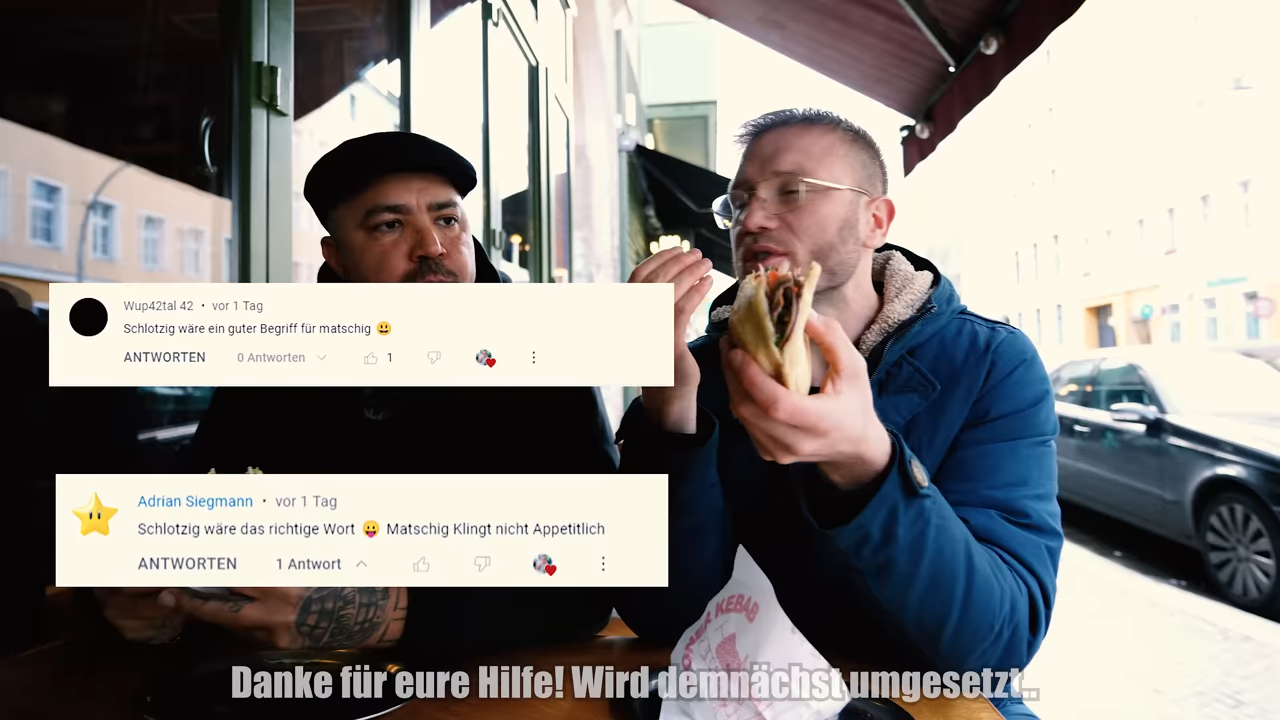 Wup42tal 42 • vor 1 Tag
Schlotzig wäre ein guter Begriff für matschig 😃
ANTWORTEN 0 Antworten 1
Adrian Siegmann • vor 1 Tag
Schlotzig wäre das richtige Wort 😛 Matschig Klingt nicht Appetitlich
ANTWORTEN 1 Antwort
KEBAB
Danke für eure Hilfe! Wird demnächst umgesetzt..